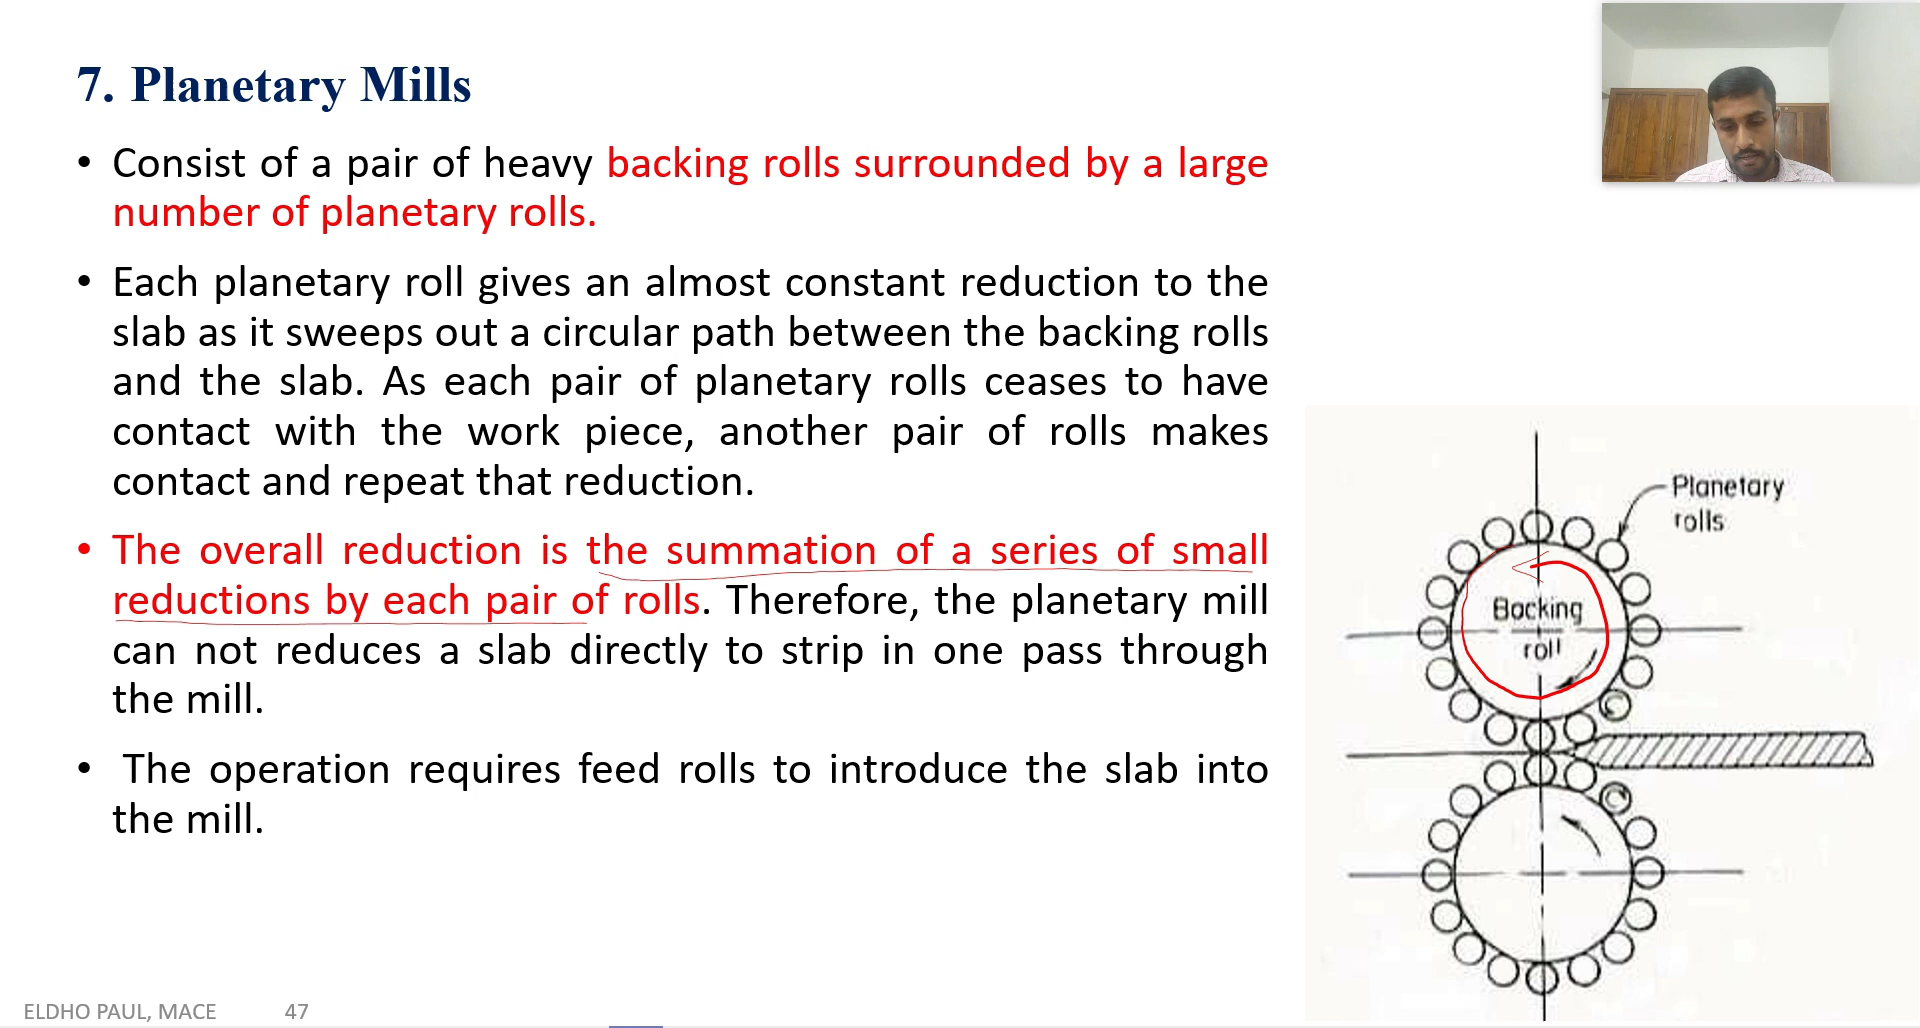 7. Planetary Mills
• Consist of a pair of heavy backing rolls surrounded by a large
number of planetary rolls.
• Each planetary roll gives an almost constant reduction to the
slab as it sweeps out a circular path between the backing rolls
and the slab. As each pair of planetary rolls ceases to have
contact with the work piece, another pair of rolls makes
contact and repeat that reduction.
• The overall reduction is the summation of a series of small
reductions by each pair of rolls. Therefore, the planetary mill
can not reduces a slab directly to strip in one pass through
the mill.
• The operation requires feed rolls to introduce the slab into
the mill.
Planetary
rolls
Backing
roll
ELDHO PAUL, MACE 47